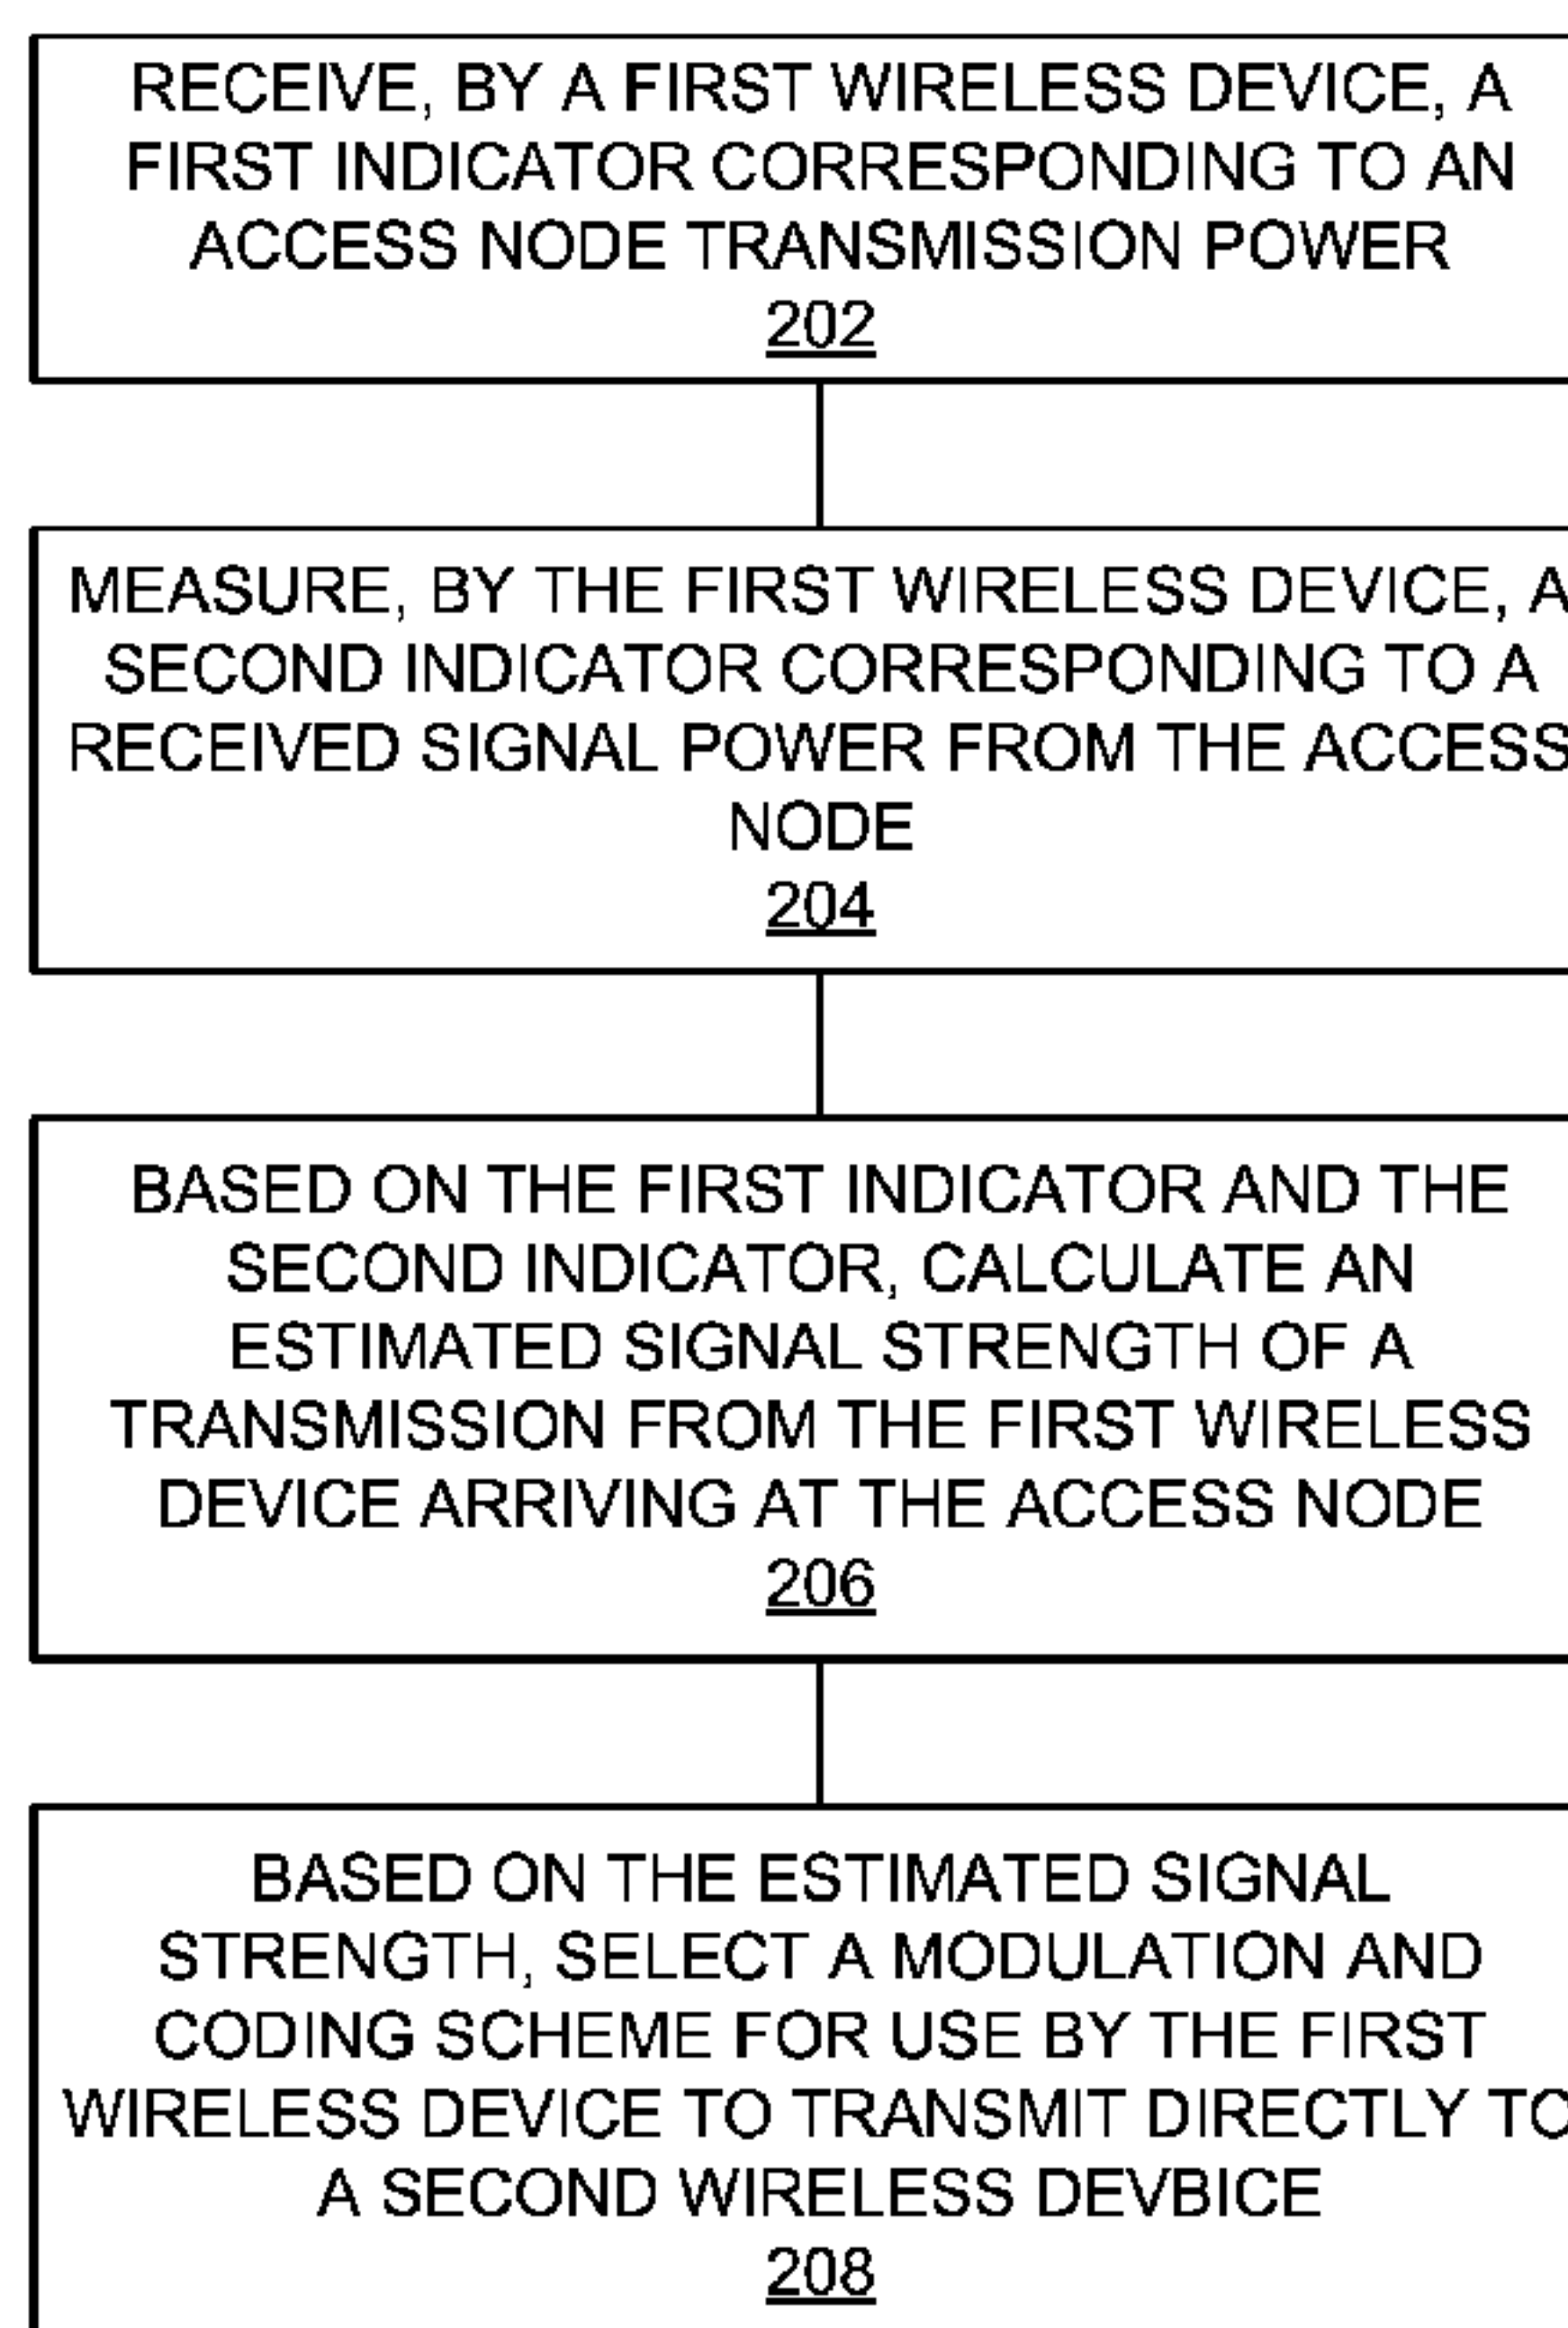 RECEIVE, BY A FIRST WIRELESS DEVICE, A
FIRST INDICATOR CORRESPONDING TO AN
ACCESS NODE TRANSMISSION POWER
202
MEASURE, BY THE FIRST WIRELESS DEVICE, A
SECOND INDICATOR CORRESPONDING TO A
RECEIVED SIGNAL POWER FROM THE ACCESS
NODE
204
BASED ON THE FIRST INDICATOR AND THE
SECOND INDICATOR, CALCULATE AN
ESTIMATED SIGNAL STRENGTH OF A
TRANSMISSION FROM THE FIRST WIRELESS
DEVICE ARRIVING AT THE ACCESS NODE
206
BASED ON THE ESTIMATED SIGNAL
STRENGTH, SELECT A MODULATION AND
CODING SCHEME FOR USE BY THE FIRST
WIRELESS DEVICE TO TRANSMIT DIRECTLY TO
A SECOND WIRELESS DEVBICE
208